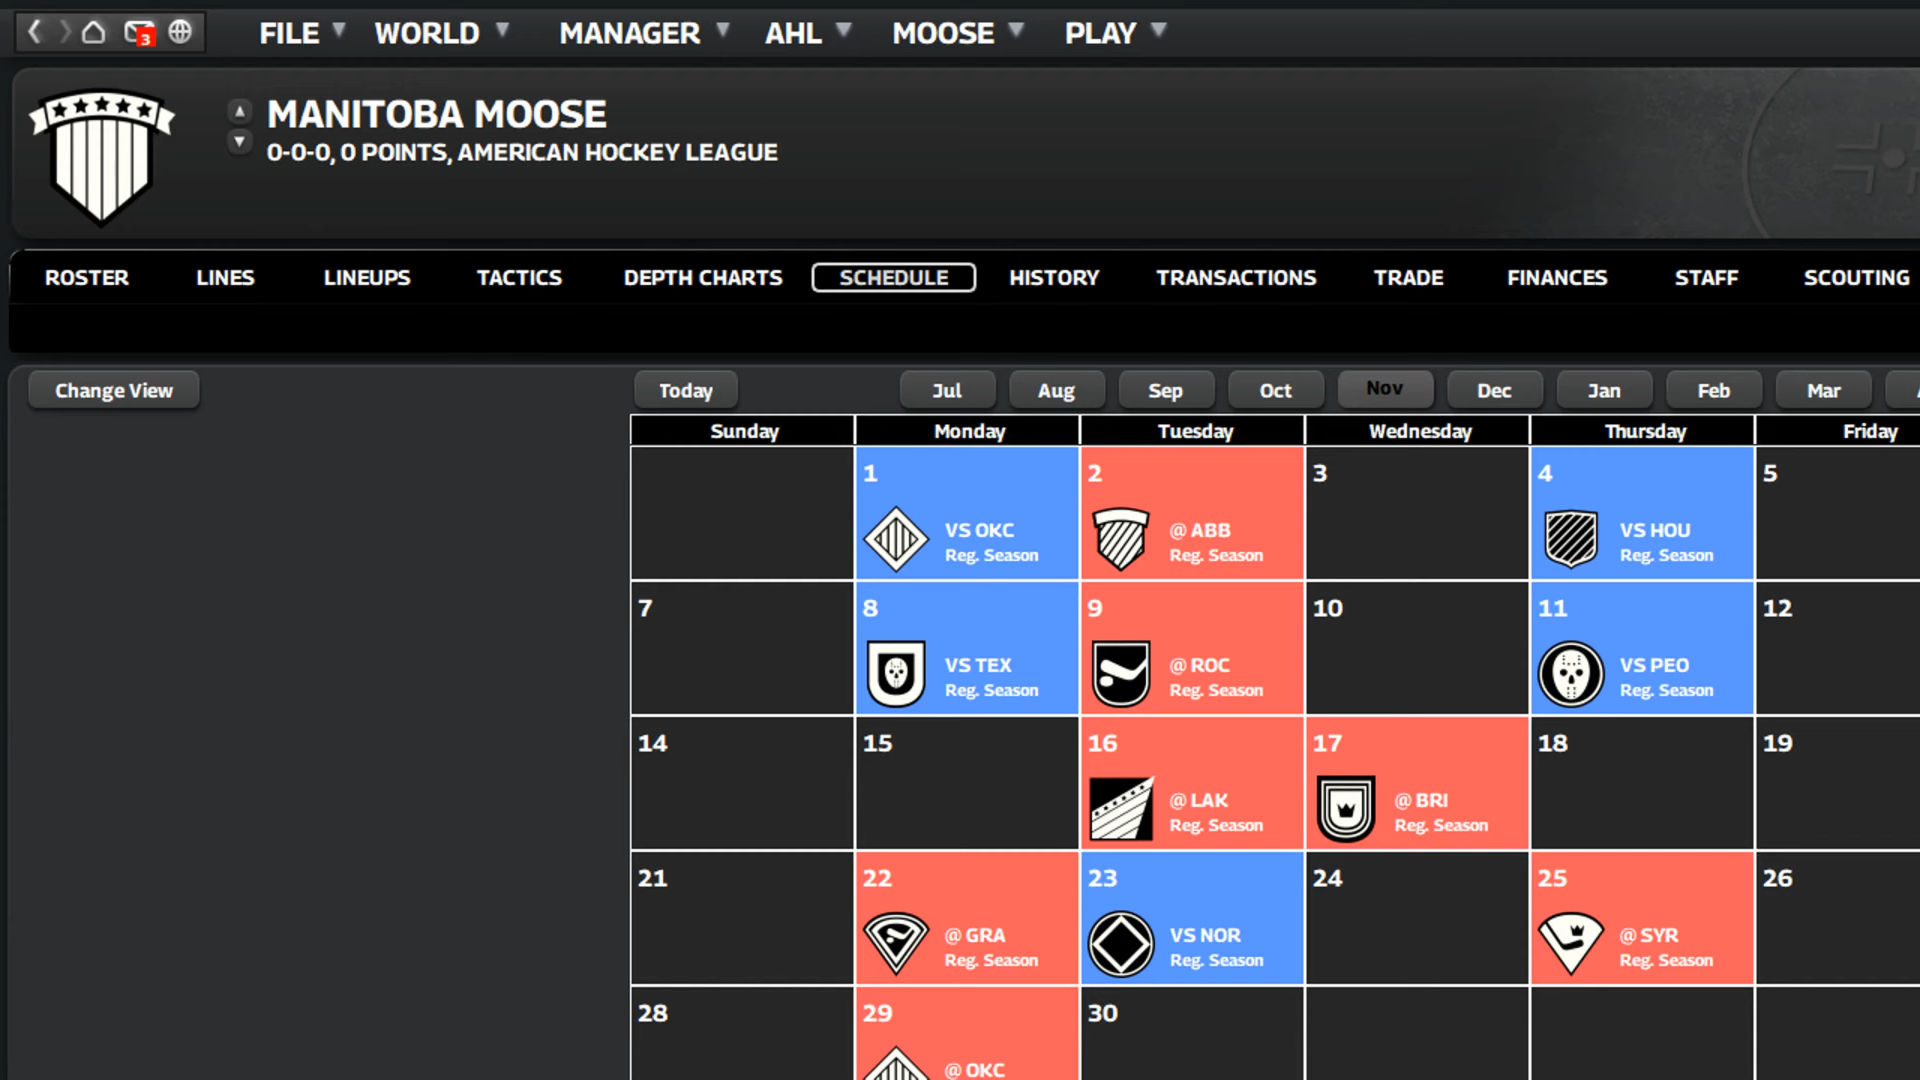 3
FILE WORLD MANAGER AHL MOOSE PLAY
MANITOBA MOOSE
0-0-0, 0 POINTS, AMERICAN HOCKEY LEAGUE
ROSTER LINES LINEUPS TACTICS DEPTH CHARTS SCHEDULE HISTORY TRANSACTIONS TRADE FINANCES STAFF SCOUTING
Change View Today Jul Aug Sep Oct Nov Dec Jan Feb Mar
Sunday Monday Tuesday Wednesday Thursday Friday
1 2 3 4 5
VS OKC @ ABB VS HOU
Reg. Season Reg. Season Reg. Season
7 8 9 10 11 12
VS TEX @ ROC VS PEO
Reg. Season Reg. Season Reg. Season
14 15 16 17 18 19
@ LAK @ BRI
Reg. Season Reg. Season
21 22 23 24 25 26
@ GRA VS NOR @ SYR
Reg. Season Reg. Season Reg. Season
28 29 30
@ OKC